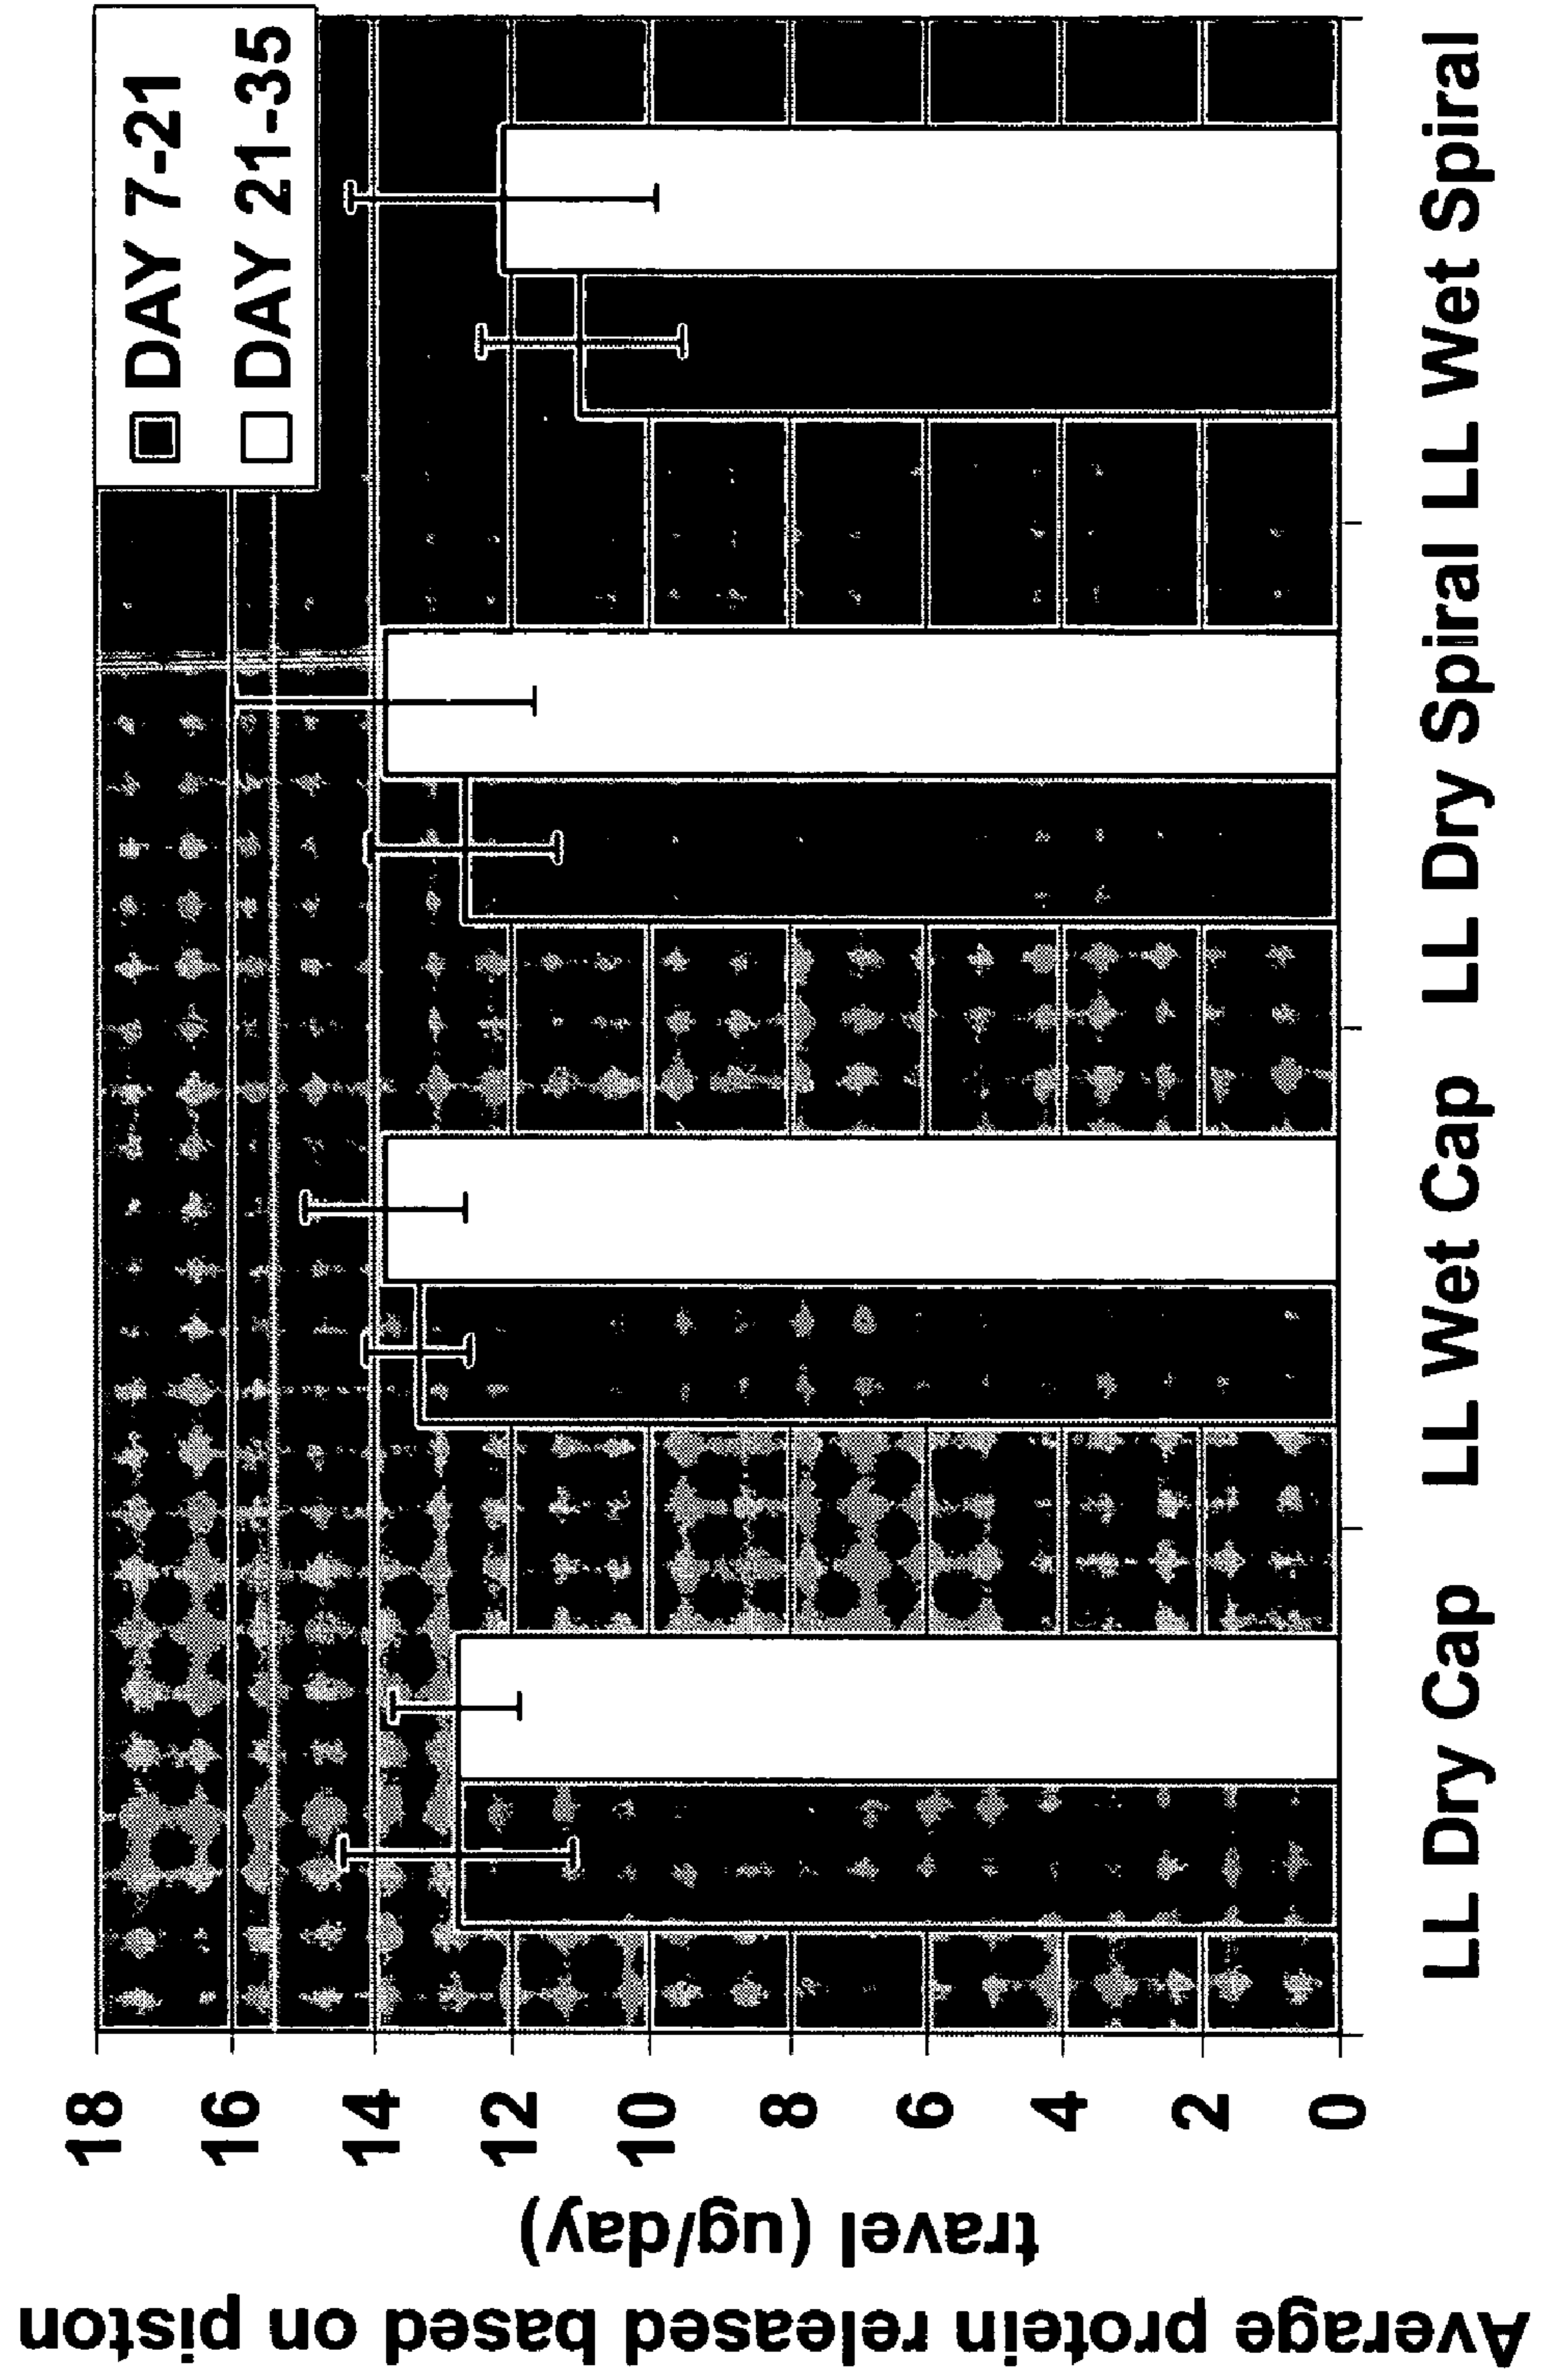 DAY 7-21
DAY 21-35
Average protein released based on piston
travel (ug/day)
18
16
14
12
10
8
6
4
2
0
LL Dry Cap LL Wet Cap LL Dry Spiral LL Wet Spiral